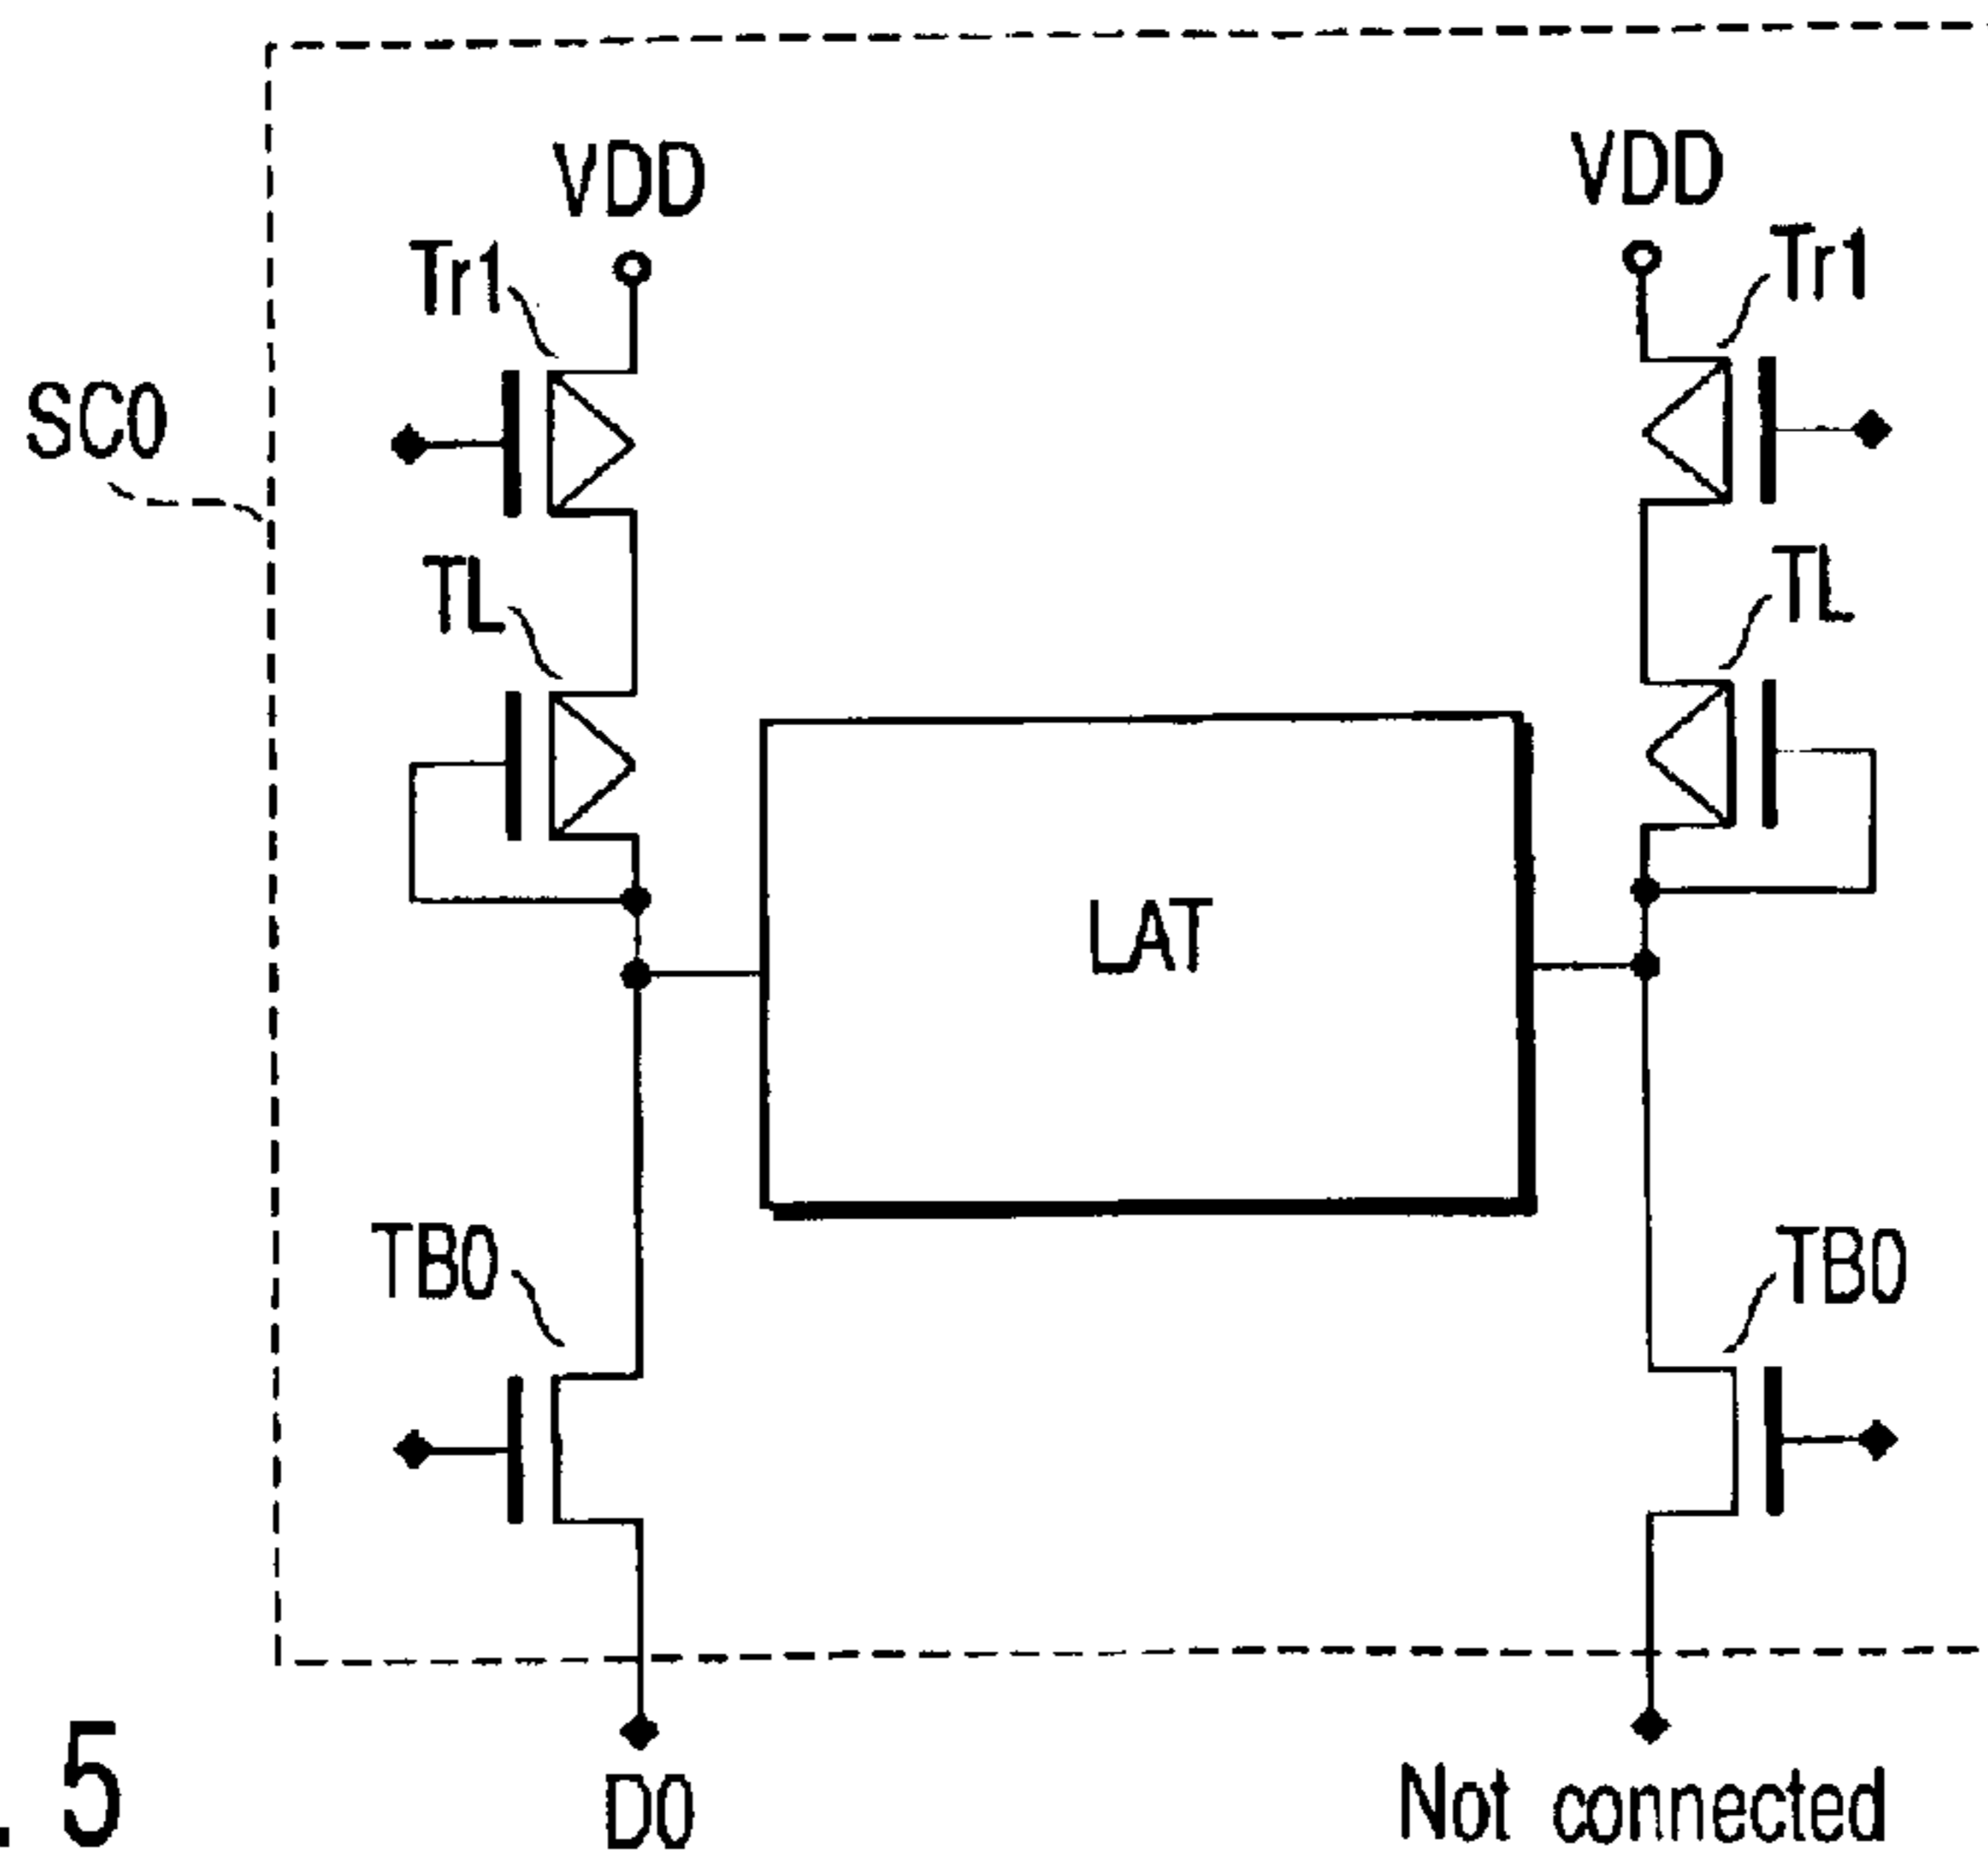 VDD VDD
Tr1 Tr1
SC0
TL TL
LAT
TB0 TB0
D0 Not connected
. 5